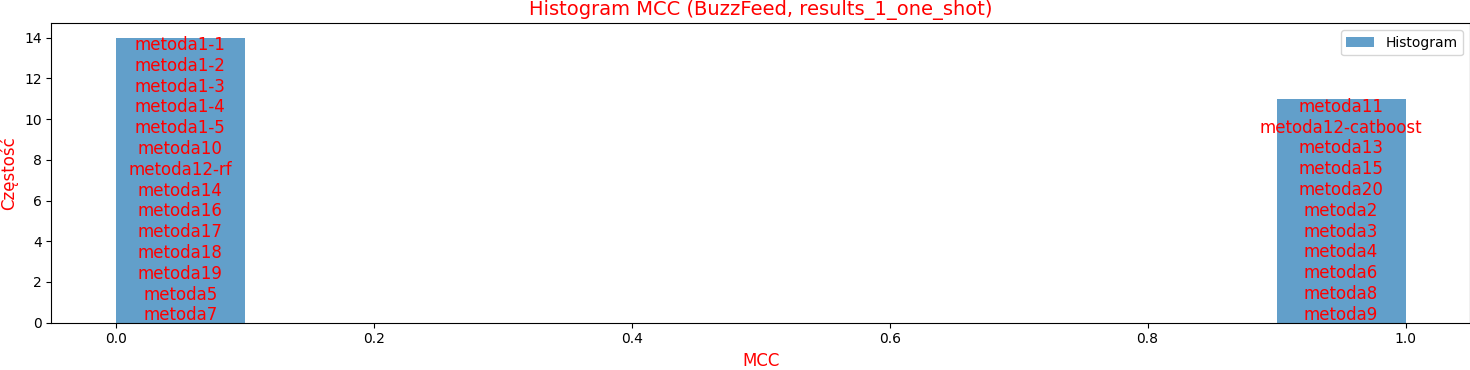 Histogram MCC (BuzzFeed, results_1_one_shot)
Histogram
Częstość
14
12
10
8
6
4
2
0
metoda1-1
metoda1-2
metoda1-3
metoda1-4
metoda1-5
metoda10
metoda12-rf
metoda14
metoda16
metoda17
metoda18
metoda19
metoda5
metoda7
metoda11
metoda12-catboost
metoda13
metoda15
metoda20
metoda2
metoda3
metoda4
metoda6
metoda8
metoda9
0.0 0.2 0.4 0.6 0.8 1.0
MCC